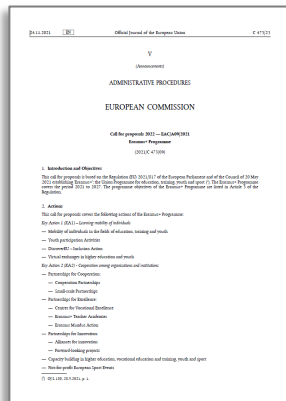 24.11.2021 EN Official Journal of the European Union C 473/23
V
(Announcements)
ADMINISTRATIVE PROCEDURES
EUROPEAN COMMISSION
Call for proposals 2022 — EAC/A09/2021
Erasmus+ Programme
(2021/C 473/09)
1. Introduction and Objectives
This call for proposals is based on the Regulation (EU) 2021/817 of the European Parliament and of the Council of 20 May
2021 establishing Erasmus+: the Union Programme for education, training, youth and sport (¹). The Erasmus+ Programme
covers the period 2021 to 2027. The programme objectives of the Erasmus+ Programme are listed in Article 3 of the
Regulation.
2. Actions
This call for proposals covers the following actions of the Erasmus+ Programme:
Key Action 1 (KA1) – Learning mobility of individuals
— Mobility of individuals in the fields of education, training and youth
— Youth participation Activities
— DiscoverEU – Inclusion Action
— Virtual exchanges in higher education and youth
Key Action 2 (KA2) – Cooperation among organisations and institutions
— Partnerships for Cooperation:
— Cooperation Partnerships
— Small-scale Partnerships
— Partnerships for Excellence:
— Centres for Vocational Excellence
— Erasmus+ Teacher Academies
— Erasmus Mundus Action
— Partnerships for Innovation:
— Alliances for innovation
— Forward-looking projects
— Capacity building in higher education, vocational education and training, youth and sport
— Not-for-profit European Sport Events
(¹) OJ L 189, 28.5.2021, p. 1.